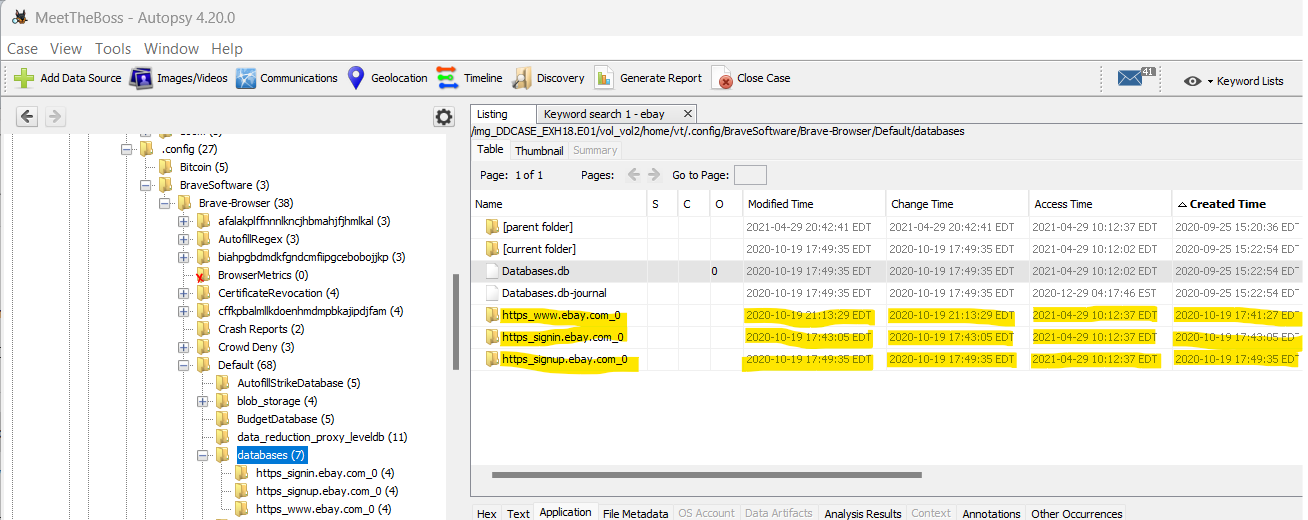 MeetTheBoss - Autopsy 4.20.0
Case View Tools Window Help
Add Data Source Images/Videos Communications Geolocation Timeline Discovery Generate Report Close Case 41 Keyword Lists
Listing Keyword search 1 - ebay
/img_DDCASE_EXH18.E01/vol_vol2/home/vt/.config/BraveSoftware/Brave-Browser/Default/databases
Table Thumbnail Summary
Page: 1 of 1 Pages: Go to Page:
Name S C O Modified Time Change Time Access Time Created Time
[parent folder] 2021-04-29 20:42:41 EDT 2021-04-29 20:42:41 EDT 2021-04-29 10:12:37 EDT 2020-09-25 15:20:36 EDT
[current folder] 2020-10-19 17:49:35 EDT 2020-10-19 17:49:35 EDT 2021-04-29 10:12:02 EDT 2020-09-25 15:22:54 EDT
Databases.db 0 2020-10-19 17:49:35 EDT 2020-10-19 17:49:35 EDT 2021-04-29 10:12:02 EDT 2020-09-25 15:22:54 EDT
Databases.db-journal 2020-10-19 17:49:35 EDT 2020-10-19 17:49:35 EDT 2020-12-29 04:17:46 EST 2020-09-25 15:22:54 EDT
https_www.ebay.com_0 2020-10-19 21:13:29 EDT 2020-10-19 21:13:29 EDT 2021-04-29 10:12:37 EDT 2020-10-19 17:41:27 EDT
https_signin.ebay.com_0 2020-10-19 17:43:05 EDT 2020-10-19 17:43:05 EDT 2021-04-29 10:12:37 EDT 2020-10-19 17:43:05 EDT
https_signup.ebay.com_0 2020-10-19 17:49:35 EDT 2020-10-19 17:49:35 EDT 2021-04-29 10:12:37 EDT 2020-10-19 17:49:35 EDT
.config (27)
Bitcoin (5)
BraveSoftware (3)
Brave-Browser (38)
afalakplffnnnlkncjhbmahjfjhmlkal (3)
AutofillRegex (3)
biahpgbdmdkfgndcmfiipgcebobojjkp (3)
BrowserMetrics (0)
CertificateRevocation (4)
cffkpbalmllkdoenhmdmpbkajipdjfam (4)
Crash Reports (2)
Crowd Deny (3)
Default (68)
AutofillStrikeDatabase (5)
blob_storage (4)
BudgetDatabase (5)
data_reduction_proxy_leveldb (11)
databases (7)
https_signin.ebay.com_0 (4)
https_signup.ebay.com_0 (4)
https_www.ebay.com_0 (4)
Hex Text Application File Metadata OS Account Data Artifacts Analysis Results Context Annotations Other Occurrences